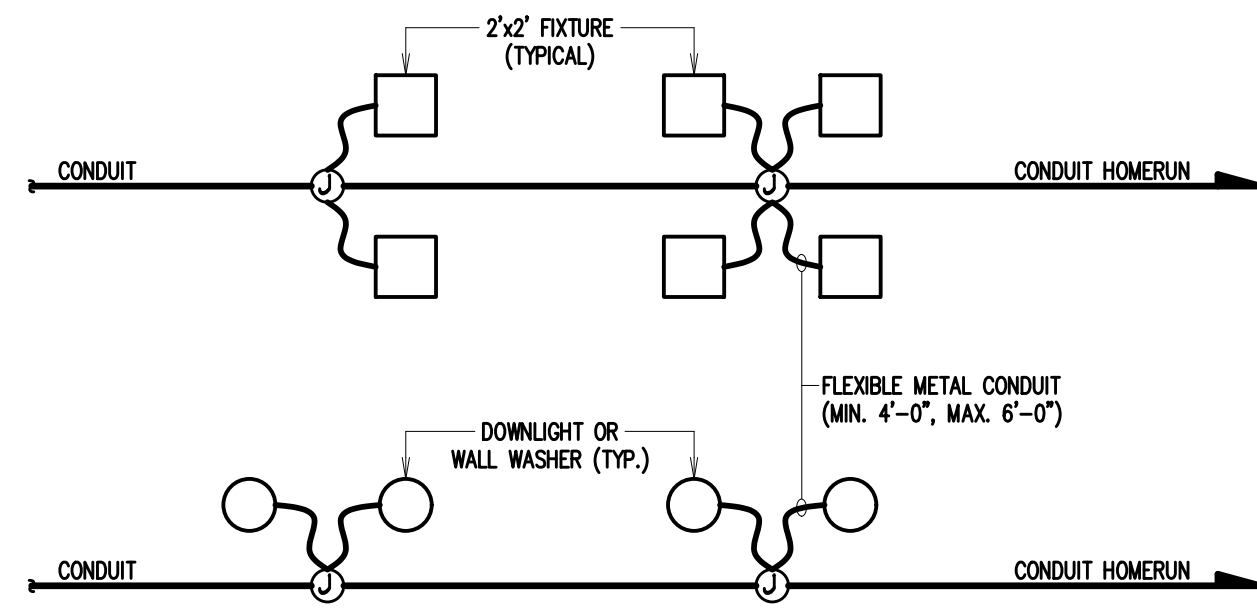 2'x2' FIXTURE
(TYPICAL)
CONDUIT
J
J
CONDUIT HOMERUN
FLEXIBLE METAL CONDUIT
(MIN. 4'-0", MAX. 6'-0")
DOWNLIGHT OR
WALL WASHER (TYP.)
CONDUIT
J
J
CONDUIT HOMERUN